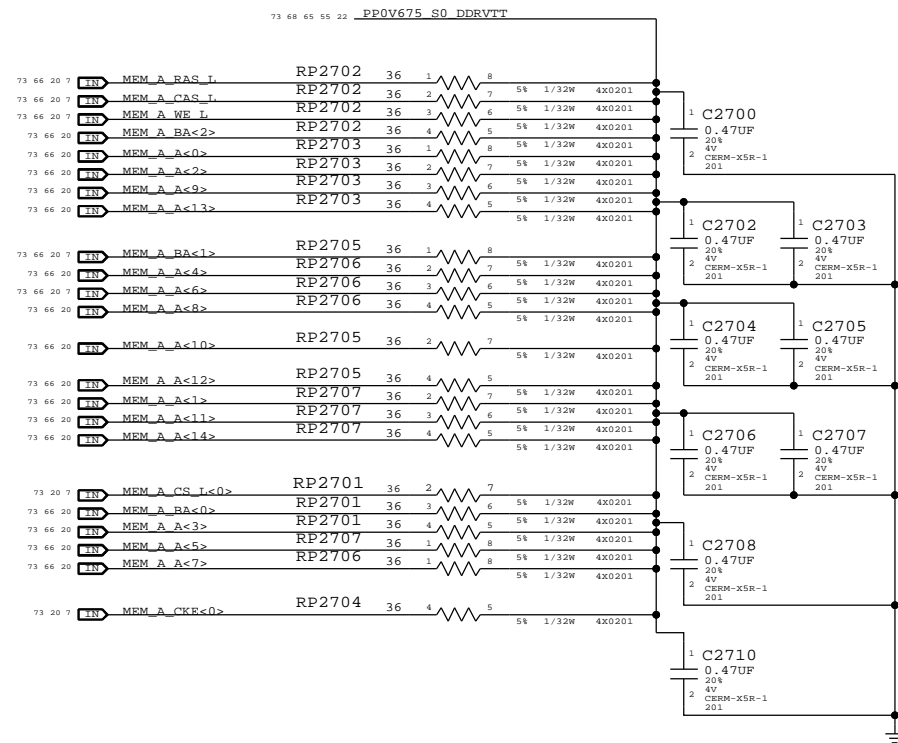 73 68 65 55 22 PP0V675_S0_DDRVTT
73 66 20 7 IN MEM_A_RAS_L RP2702 36 1 8 5% 1/32W 4X0201
73 66 20 7 IN MEM_A_CAS_L RP2702 36 2 7 5% 1/32W 4X0201
73 66 20 7 IN MEM_A_WE_L RP2702 36 3 6 5% 1/32W 4X0201
73 66 20 IN MEM_A_BA<2> RP2702 36 4 5 5% 1/32W 4X0201
73 66 20 IN MEM_A_A<0> RP2703 36 1 8 5% 1/32W 4X0201
73 66 20 IN MEM_A_A<2> RP2703 36 2 7 5% 1/32W 4X0201
73 66 20 IN MEM_A_A<9> RP2703 36 3 6 5% 1/32W 4X0201
73 66 20 IN MEM_A_A<13> RP2703 36 4 5 5% 1/32W 4X0201
73 66 20 7 IN MEM_A_BA<1> RP2705 36 1 8 5% 1/32W 4X0201
73 66 20 IN MEM_A_A<4> RP2706 36 2 7 5% 1/32W 4X0201
73 66 20 7 IN MEM_A_A<6> RP2706 36 3 6 5% 1/32W 4X0201
73 66 20 IN MEM_A_A<8> RP2706 36 4 5 5% 1/32W 4X0201
73 66 20 IN MEM_A_A<10> RP2705 36 2 7 5% 1/32W 4X0201
73 66 20 IN MEM_A_A<12> RP2705 36 4 5 5% 1/32W 4X0201
73 66 20 IN MEM_A_A<1> RP2707 36 2 7 5% 1/32W 4X0201
73 66 20 IN MEM_A_A<11> RP2707 36 3 6 5% 1/32W 4X0201
73 66 20 IN MEM_A_A<14> RP2707 36 4 5 5% 1/32W 4X0201
73 20 7 IN MEM_A_CS_L<0> RP2701 36 2 7 5% 1/32W 4X0201
73 66 20 IN MEM_A_BA<0> RP2701 36 3 6 5% 1/32W 4X0201
73 66 20 IN MEM_A_A<3> RP2701 36 4 5 5% 1/32W 4X0201
73 66 20 IN MEM_A_A<5> RP2707 36 1 8 5% 1/32W 4X0201
73 66 20 IN MEM_A_A<7> RP2706 36 1 8 5% 1/32W 4X0201
73 20 7 IN MEM_A_CKE<0> RP2704 36 4 5 5% 1/32W 4X0201
1 C2700
0.47UF
20%
4V
2 CERM-X5R-1
201
1 C2702
0.47UF
20%
4V
2 CERM-X5R-1
201
1 C2703
0.47UF
20%
4V
2 CERM-X5R-1
201
1 C2704
0.47UF
20%
4V
2 CERM-X5R-1
201
1 C2705
0.47UF
20%
4V
2 CERM-X5R-1
201
1 C2706
0.47UF
20%
4V
2 CERM-X5R-1
201
1 C2707
0.47UF
20%
4V
2 CERM-X5R-1
201
1 C2708
0.47UF
20%
4V
2 CERM-X5R-1
201
1 C2710
0.47UF
20%
4V
2 CERM-X5R-1
201